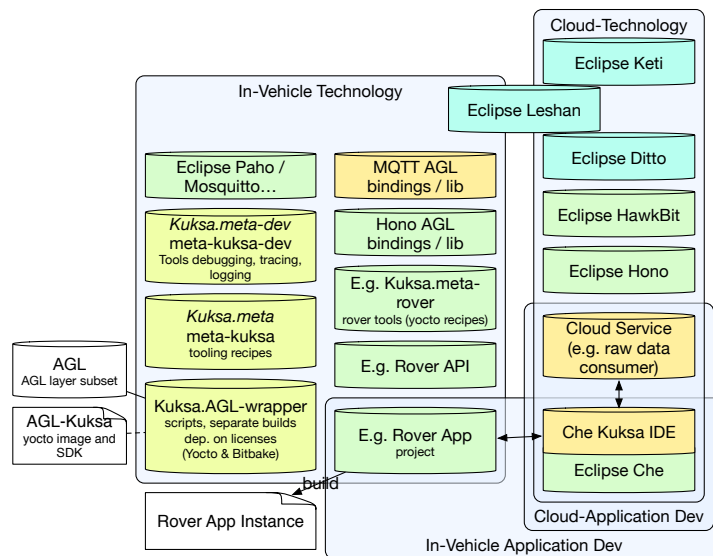 Cloud-Technology
Eclipse Keti
In-Vehicle Technology
Eclipse Leshan
Eclipse Paho /
Mosquitto…
MQTT AGL
bindings / lib
Eclipse Ditto
Kuksa.meta-dev
meta-kuksa-dev
Tools debugging, tracing,
logging
Hono AGL
bindings / lib
Eclipse HawkBit
E.g. Kuksa.meta-
rover
rover tools (yocto recipes)
Eclipse Hono
Kuksa.meta
meta-kuksa
tooling recipes
Cloud Service
(e.g. raw data
consumer)
AGL
AGL layer subset
E.g. Rover API
Kuksa.AGL-wrapper
scripts, separate builds
dep. on licenses
(Yocto & Bitbake)
AGL-Kuksa
yocto image and
SDK
E.g. Rover App
project
Che Kuksa IDE
Eclipse Che
build
Rover App Instance
Cloud-Application Dev
In-Vehicle Application Dev